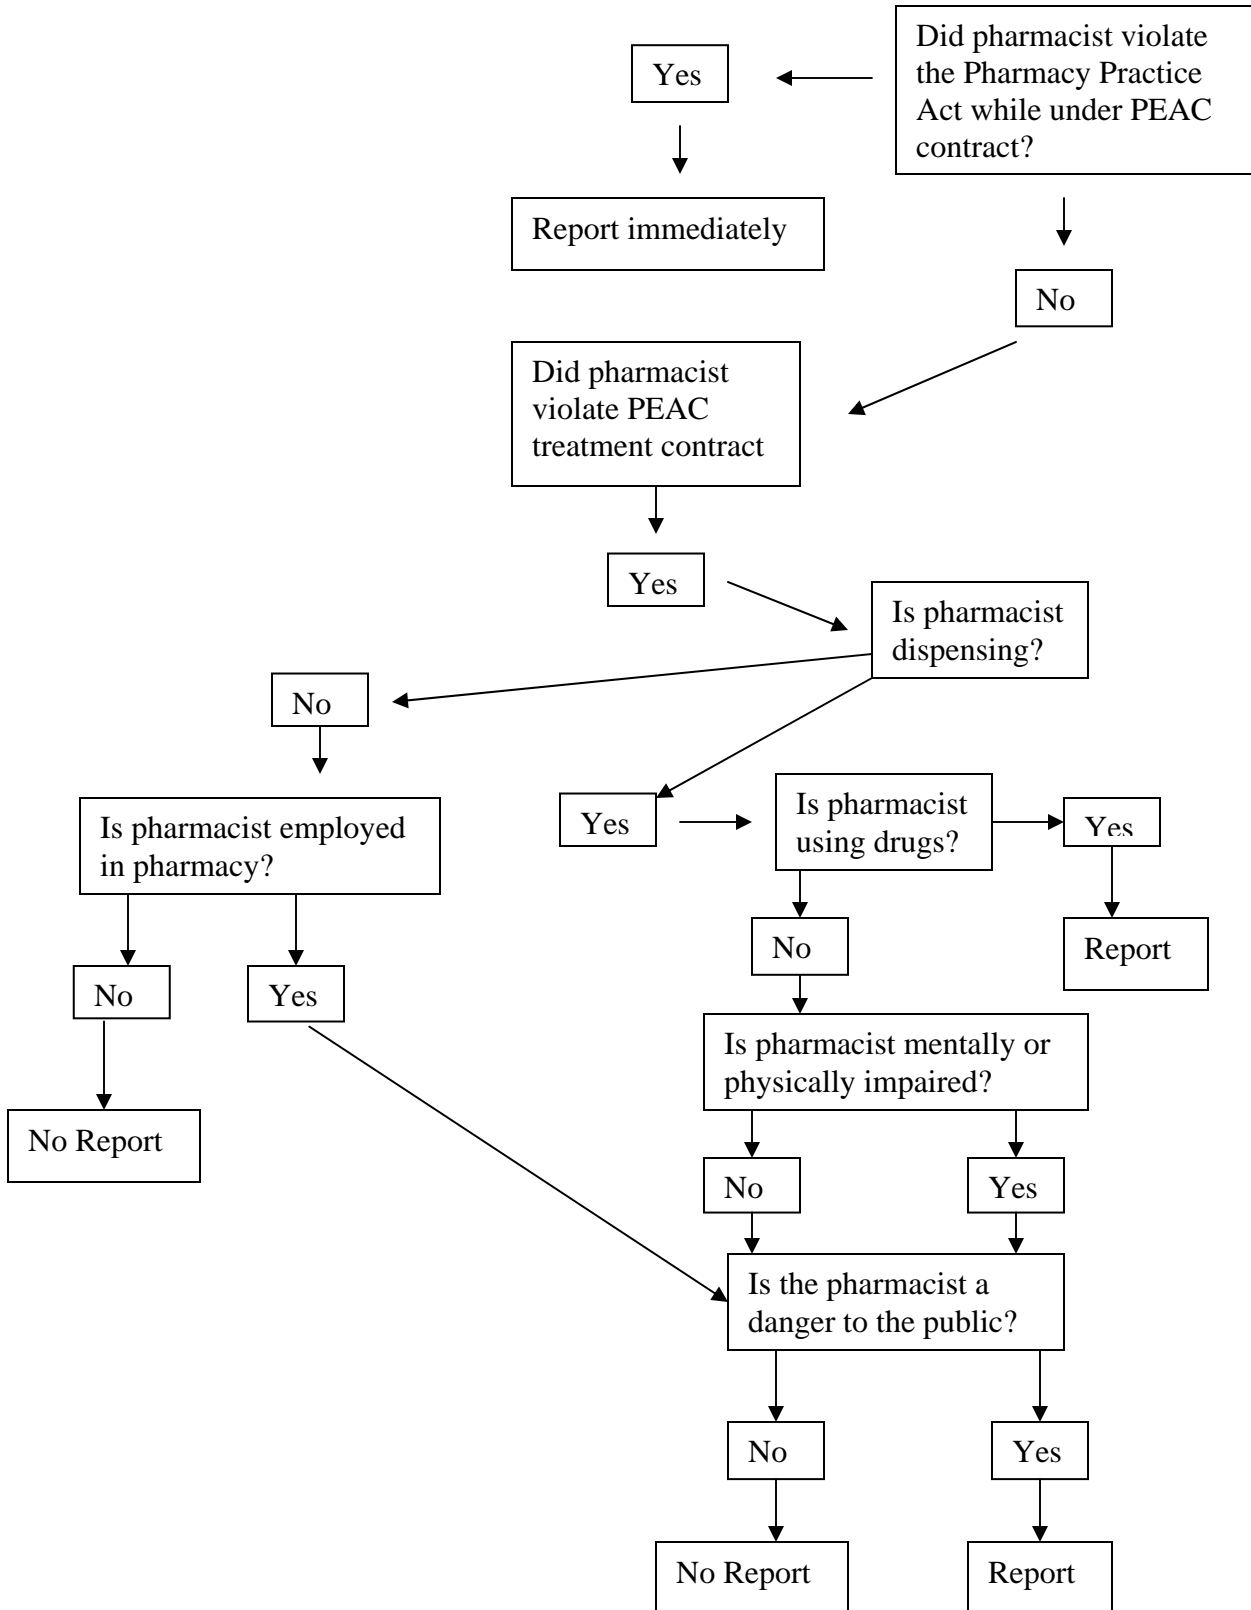 Did pharmacist violate
the Pharmacy Practice
Act while under PEAC
contract?
Yes
Report immediately
No
Did pharmacist
violate PEAC
treatment contract
Yes
Is pharmacist
dispensing?
No
Is pharmacist employed
in pharmacy?
Yes
Is pharmacist
using drugs?
Yes
No
Report
No
Yes
Is pharmacist mentally or
physically impaired?
No Report
No
Yes
Is the pharmacist a
danger to the public?
No
Yes
No Report
Report